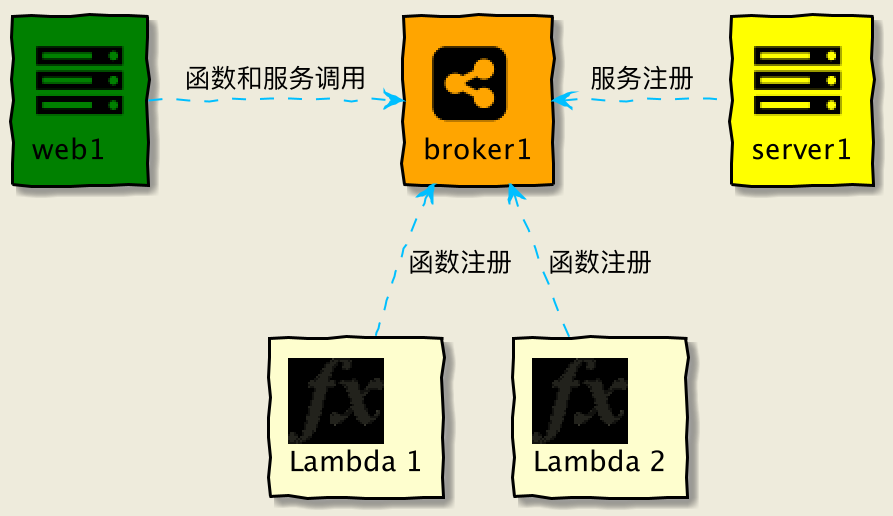 函数和服务调用
服务注册
web1
broker1
server1
函数注册
函数注册
fx
fx
Lambda 1
Lambda 2